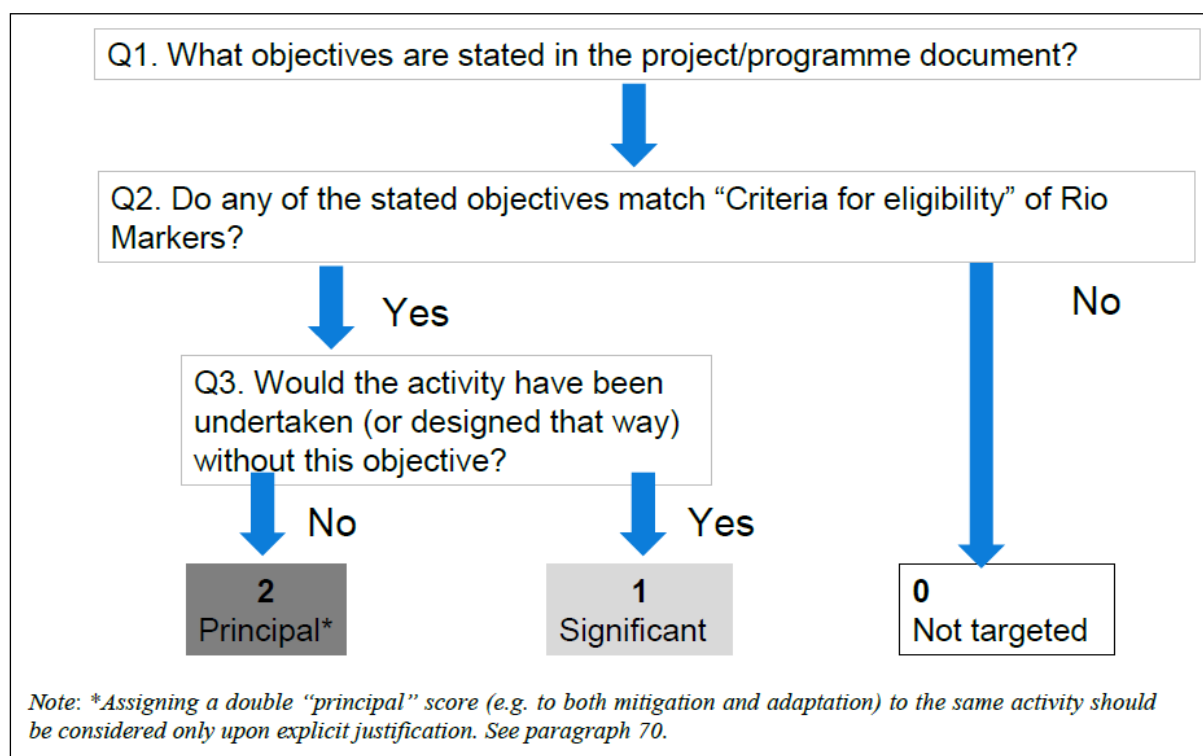 Q1. What objectives are stated in the project/programme document?
Q2. Do any of the stated objectives match “Criteria for eligibility” of Rio
Markers?
Yes
No
Q3. Would the activity have been
undertaken (or designed that way)
without this objective?
No
Yes
2
Principal*
1
Significant
0
Not targeted
Note: *Assigning a double “principal” score (e.g. to both mitigation and adaptation) to the same activity should
be considered only upon explicit justification. See paragraph 70.